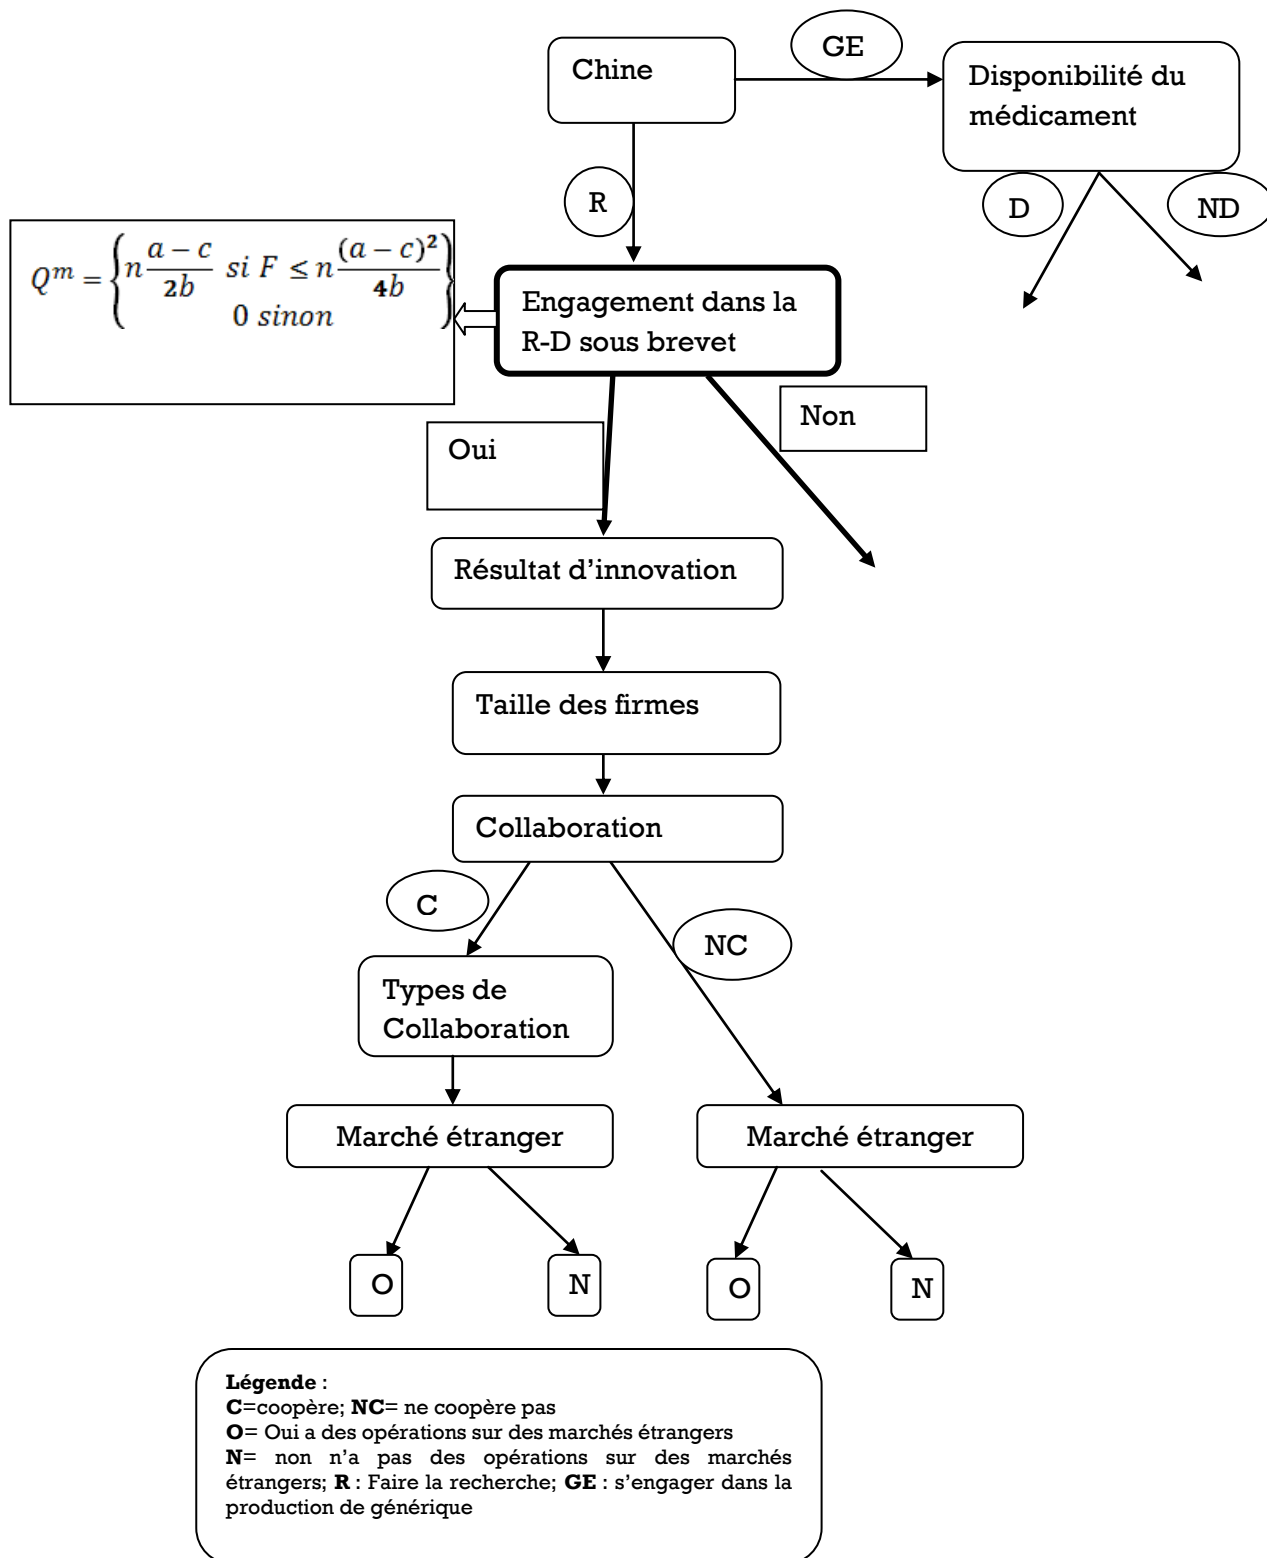 GE
Chine
Disponibilité du
médicament
R
D
ND
Q^m = {n (a − c)/2b si F ≤ n (a − c)²/4b}
0 sinon
Engagement dans la
R-D sous brevet
Non
Oui
Résultat d’innovation
Taille des firmes
Collaboration
C
NC
Types de
Collaboration
Marché étranger
Marché étranger
O
N
O
N
Légende :
C=coopère; NC= ne coopère pas
O= Oui a des opérations sur des marchés étrangers
N= non n’a pas des opérations sur des marchés
étrangers; R : Faire la recherche; GE : s’engager dans la
production de générique